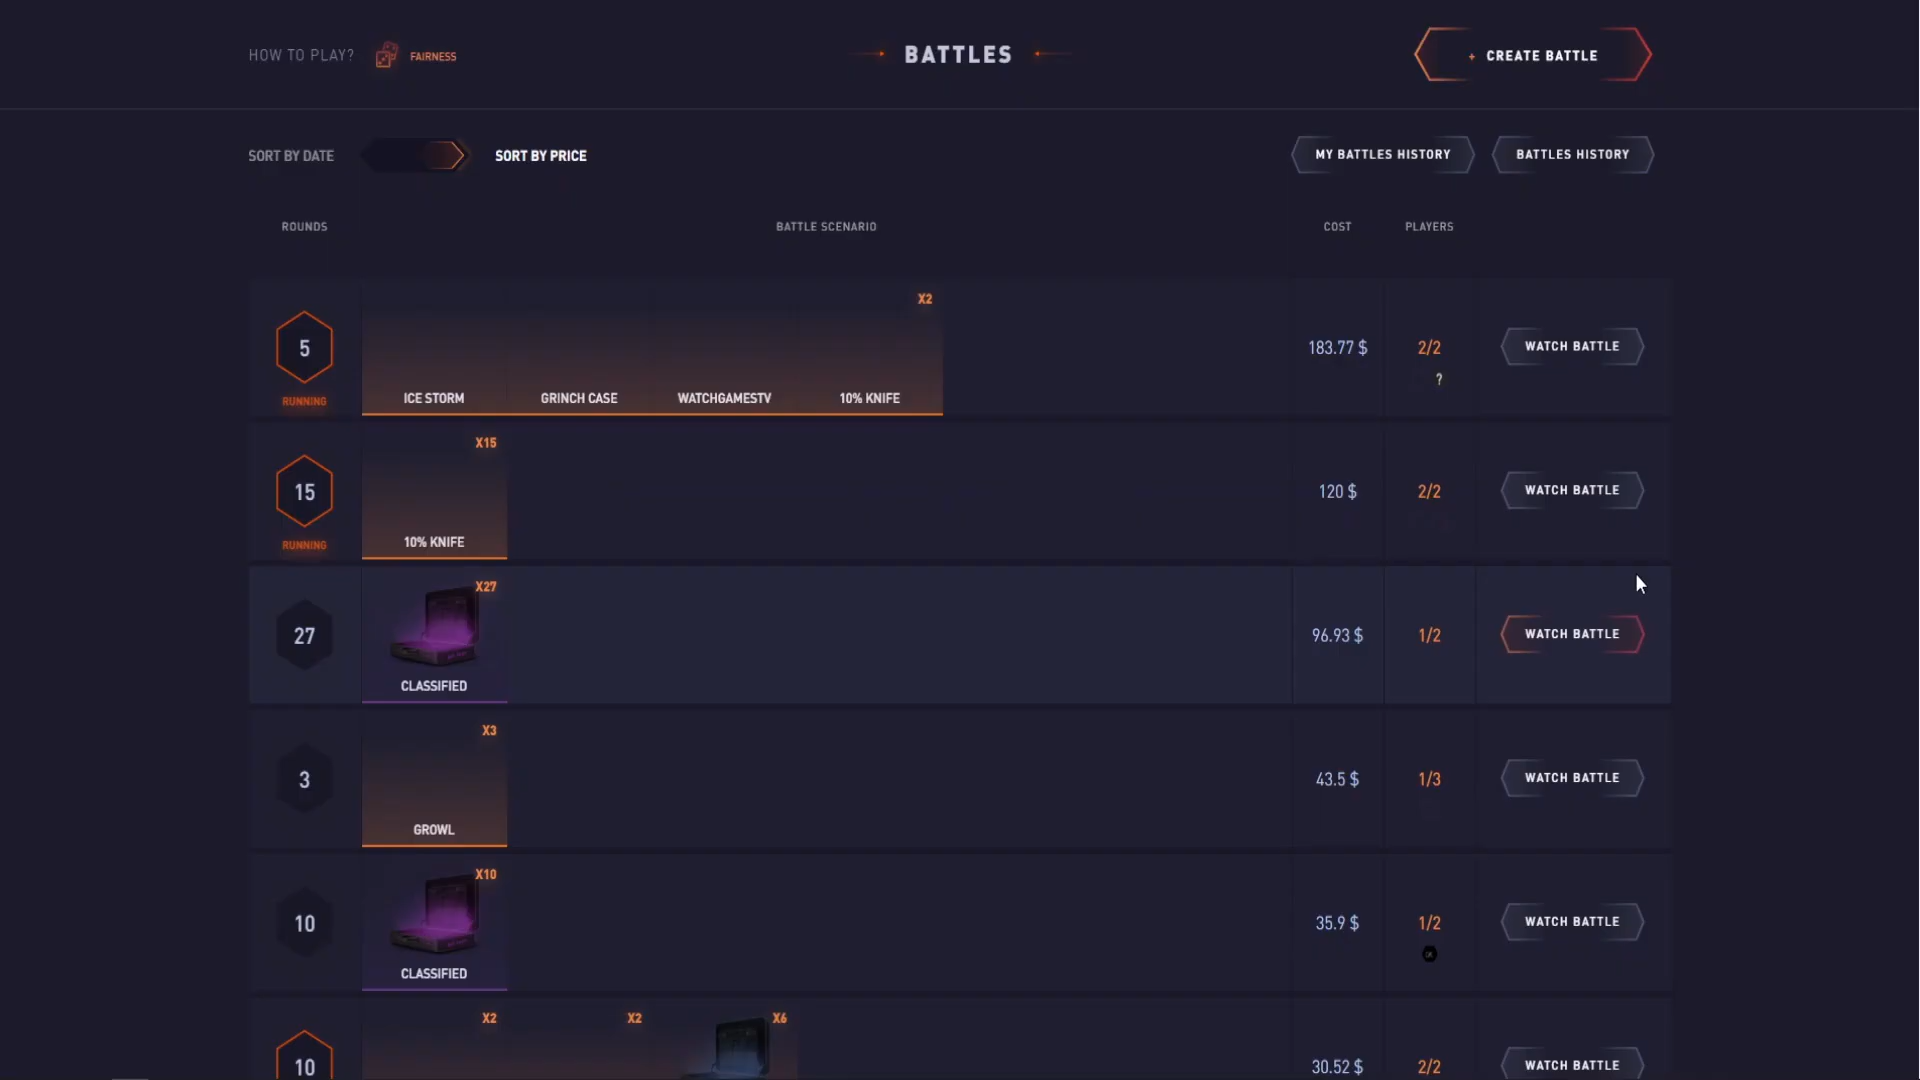 HOW TO PLAY?
FAIRNESS
BATTLES
+ CREATE BATTLE
SORT BY DATE
SORT BY PRICE
MY BATTLES HISTORY
BATTLES HISTORY
ROUNDS
BATTLE SCENARIO
COST
PLAYERS
X2
5
183.77 $
2/2
WATCH BATTLE
?
RUNNING
ICE STORM
GRINCH CASE
WATCHGAMESTV
10% KNIFE
X15
15
120 $
2/2
WATCH BATTLE
RUNNING
10% KNIFE
X27
27
96.93 $
1/2
WATCH BATTLE
CLASSIFIED
X3
3
43.5 $
1/3
WATCH BATTLE
GROWL
X10
10
35.9 $
1/2
WATCH BATTLE
CLASSIFIED
X2
X2
X6
10
30.52 $
2/2
WATCH BATTLE